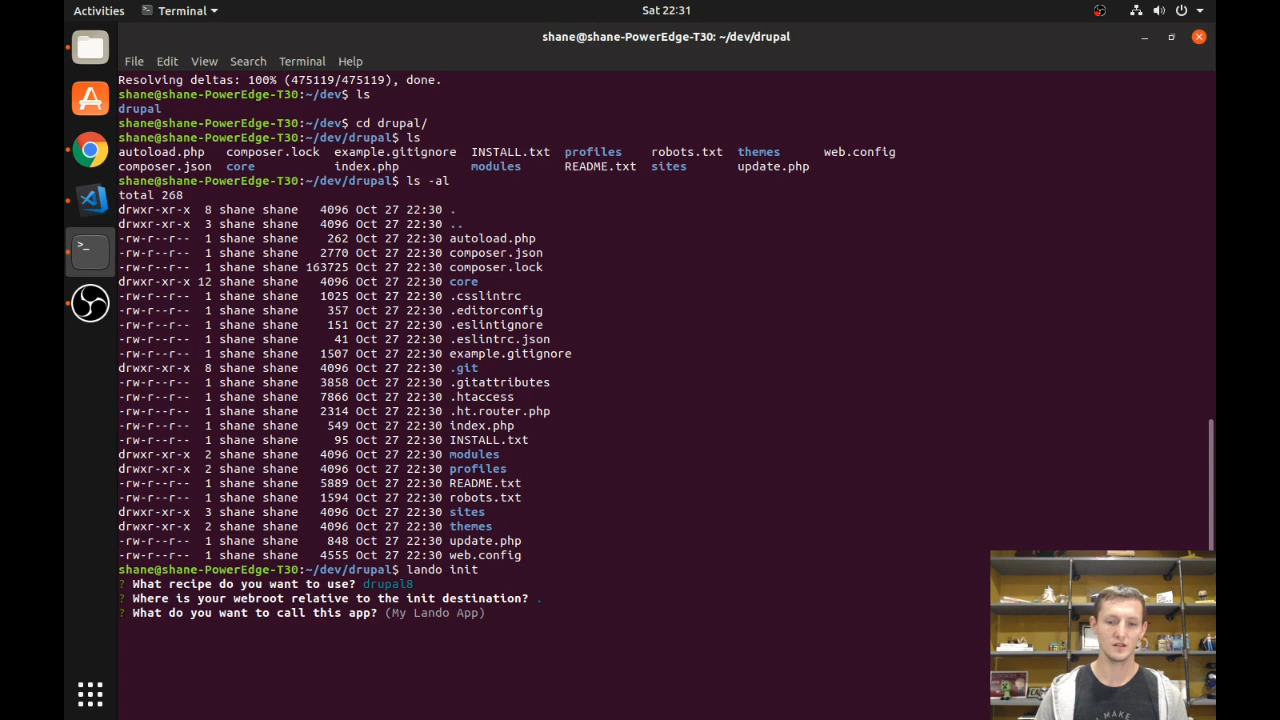 Activities Terminal Sat 22:31
shane@shane-PowerEdge-T30: ~/dev/drupal
File Edit View Search Terminal Help
Resolving deltas: 100% (475119/475119), done.
shane@shane-PowerEdge-T30:~/dev$ ls
drupal
shane@shane-PowerEdge-T30:~/dev$ cd drupal/
shane@shane-PowerEdge-T30:~/dev/drupal$ ls
autoload.php composer.lock example.gitignore INSTALL.txt profiles robots.txt themes web.config
composer.json core index.php modules README.txt sites update.php
shane@shane-PowerEdge-T30:~/dev/drupal$ ls -al
total 268
drwxr-xr-x 8 shane shane 4096 Oct 27 22:30 .
drwxr-xr-x 3 shane shane 4096 Oct 27 22:30 ..
-rw-r--r-- 1 shane shane 262 Oct 27 22:30 autoload.php
-rw-r--r-- 1 shane shane 2770 Oct 27 22:30 composer.json
-rw-r--r-- 1 shane shane 163725 Oct 27 22:30 composer.lock
drwxr-xr-x 12 shane shane 4096 Oct 27 22:30 core
-rw-r--r-- 1 shane shane 1025 Oct 27 22:30 .csslintrc
-rw-r--r-- 1 shane shane 357 Oct 27 22:30 .editorconfig
-rw-r--r-- 1 shane shane 151 Oct 27 22:30 .eslintignore
-rw-r--r-- 1 shane shane 41 Oct 27 22:30 .eslintrc.json
-rw-r--r-- 1 shane shane 1507 Oct 27 22:30 example.gitignore
drwxr-xr-x 8 shane shane 4096 Oct 27 22:30 .git
-rw-r--r-- 1 shane shane 3858 Oct 27 22:30 .gitattributes
-rw-r--r-- 1 shane shane 7866 Oct 27 22:30 .htaccess
-rw-r--r-- 1 shane shane 2314 Oct 27 22:30 .ht.router.php
-rw-r--r-- 1 shane shane 549 Oct 27 22:30 index.php
-rw-r--r-- 1 shane shane 95 Oct 27 22:30 INSTALL.txt
drwxr-xr-x 2 shane shane 4096 Oct 27 22:30 modules
drwxr-xr-x 2 shane shane 4096 Oct 27 22:30 profiles
-rw-r--r-- 1 shane shane 5889 Oct 27 22:30 README.txt
-rw-r--r-- 1 shane shane 1594 Oct 27 22:30 robots.txt
drwxr-xr-x 3 shane shane 4096 Oct 27 22:30 sites
drwxr-xr-x 2 shane shane 4096 Oct 27 22:30 themes
-rw-r--r-- 1 shane shane 848 Oct 27 22:30 update.php
-rw-r--r-- 1 shane shane 4555 Oct 27 22:30 web.config
shane@shane-PowerEdge-T30:~/dev/drupal$ lando init
? What recipe do you want to use? drupal8
? Where is your webroot relative to the init destination? .
? What do you want to call this app? (My Lando App)
I MAKE